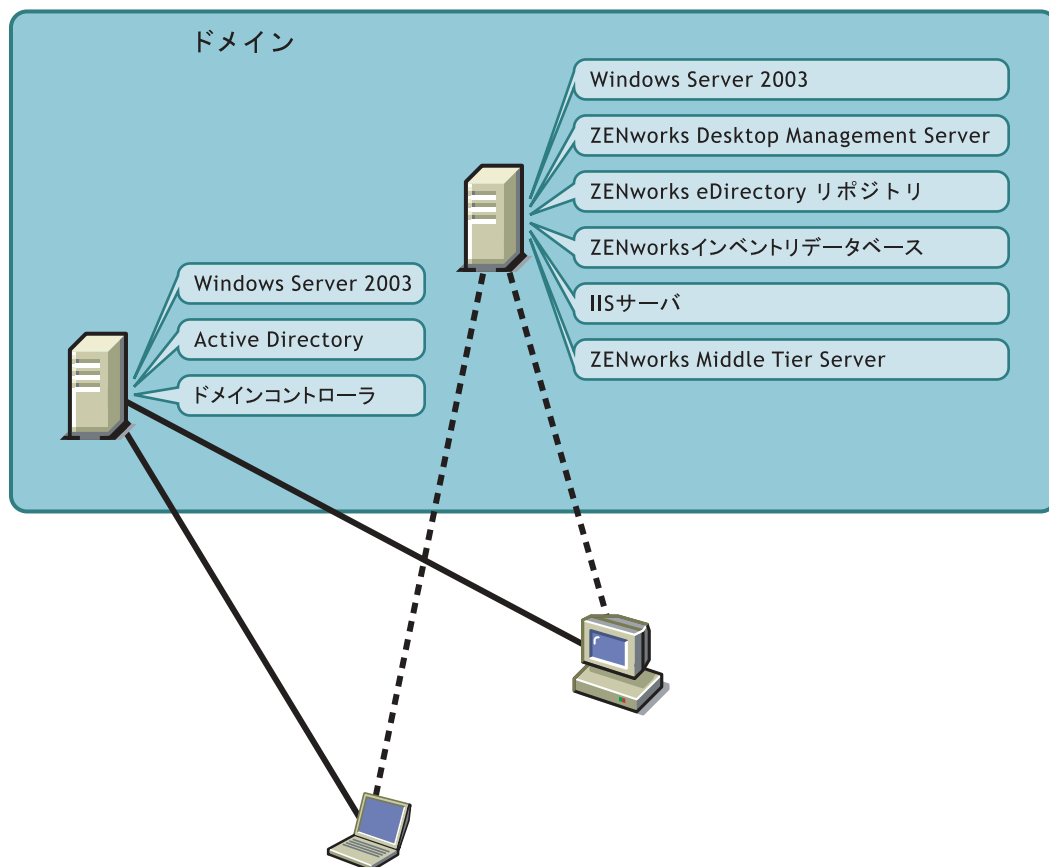 ドメイン
Windows Server 2003
ZENworks Desktop Management Server
ZENworks eDirectory リポジトリ
ZENworksインベントリデータベース
IISサーバ
ZENworks Middle Tier Server
Windows Server 2003
Active Directory
ドメインコントローラ